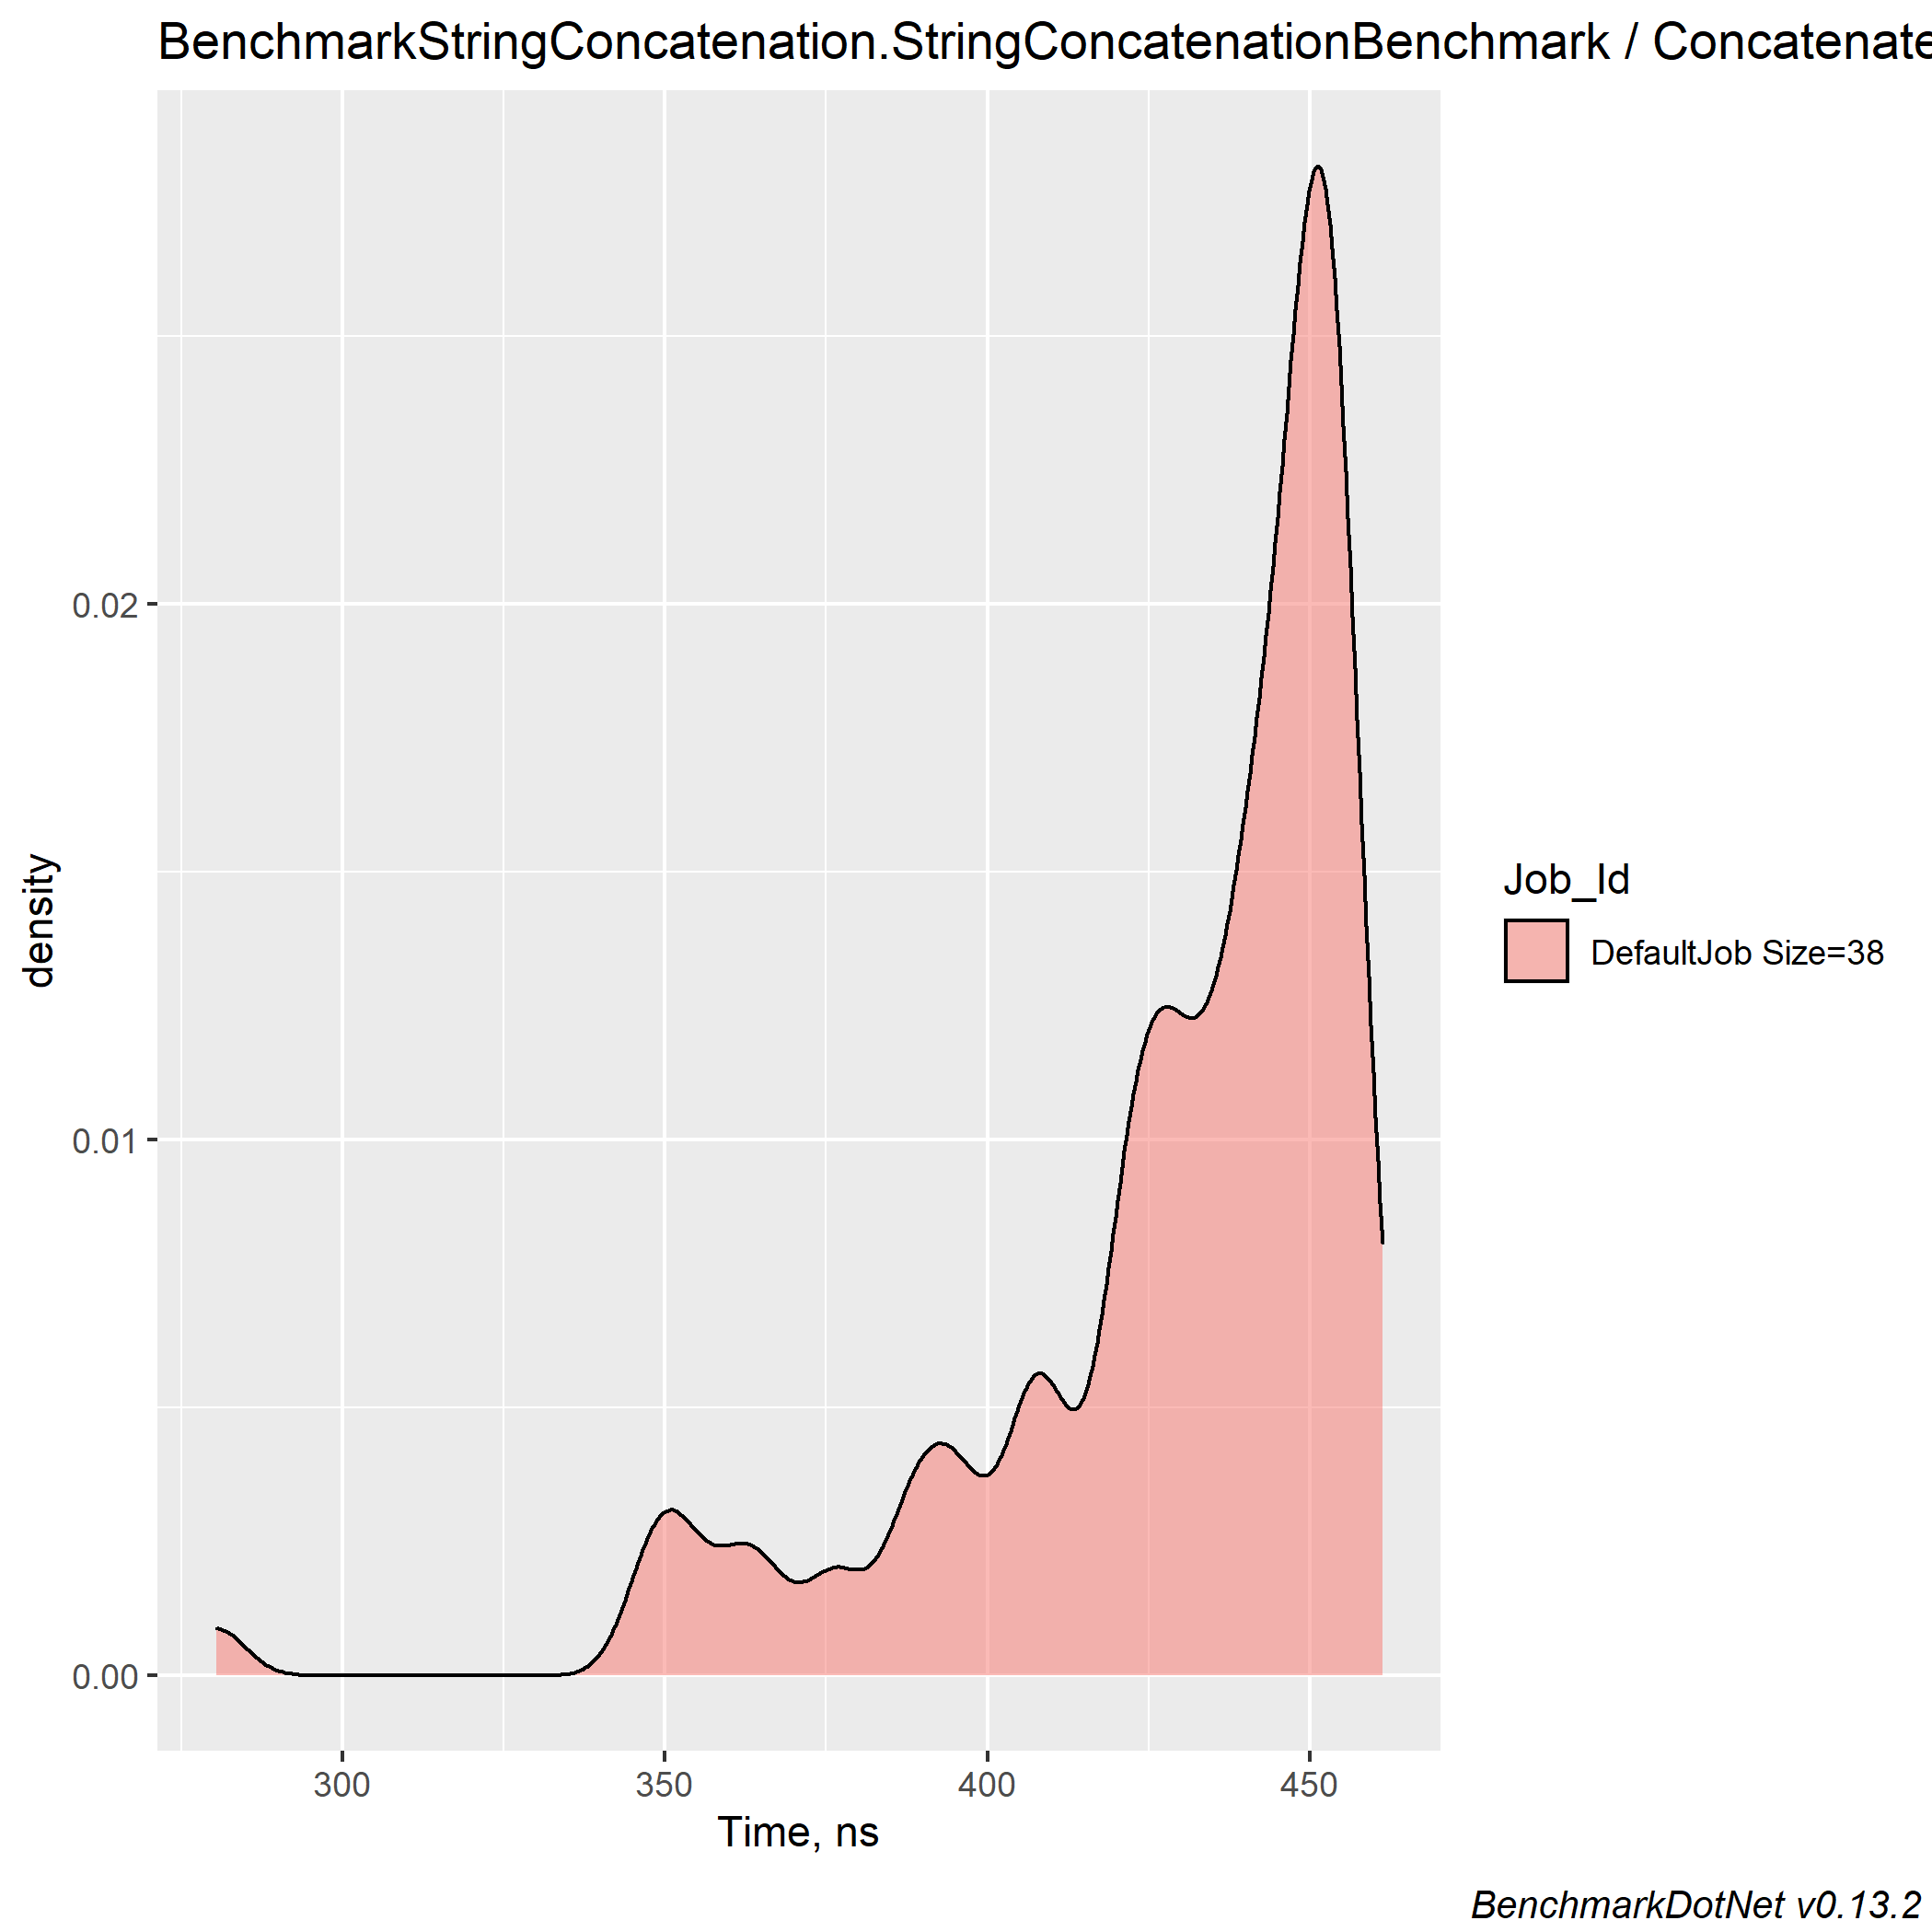 BenchmarkStringConcatenation.StringConcatenationBenchmark / Concatenate
density
0.02
0.01
0.00
300 350 400 450
Time, ns
Job_Id
DefaultJob Size=38
BenchmarkDotNet v0.13.2